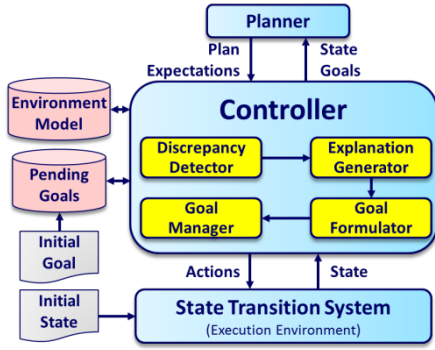 Planner
Plan
Expectations
State
Goals
Environment
Model
Controller
Discrepancy
Detector
Explanation
Generator
Pending
Goals
Goal
Manager
Goal
Formulator
Initial
Goal
Actions
State
Initial
State
State Transition System
(Execution Environment)